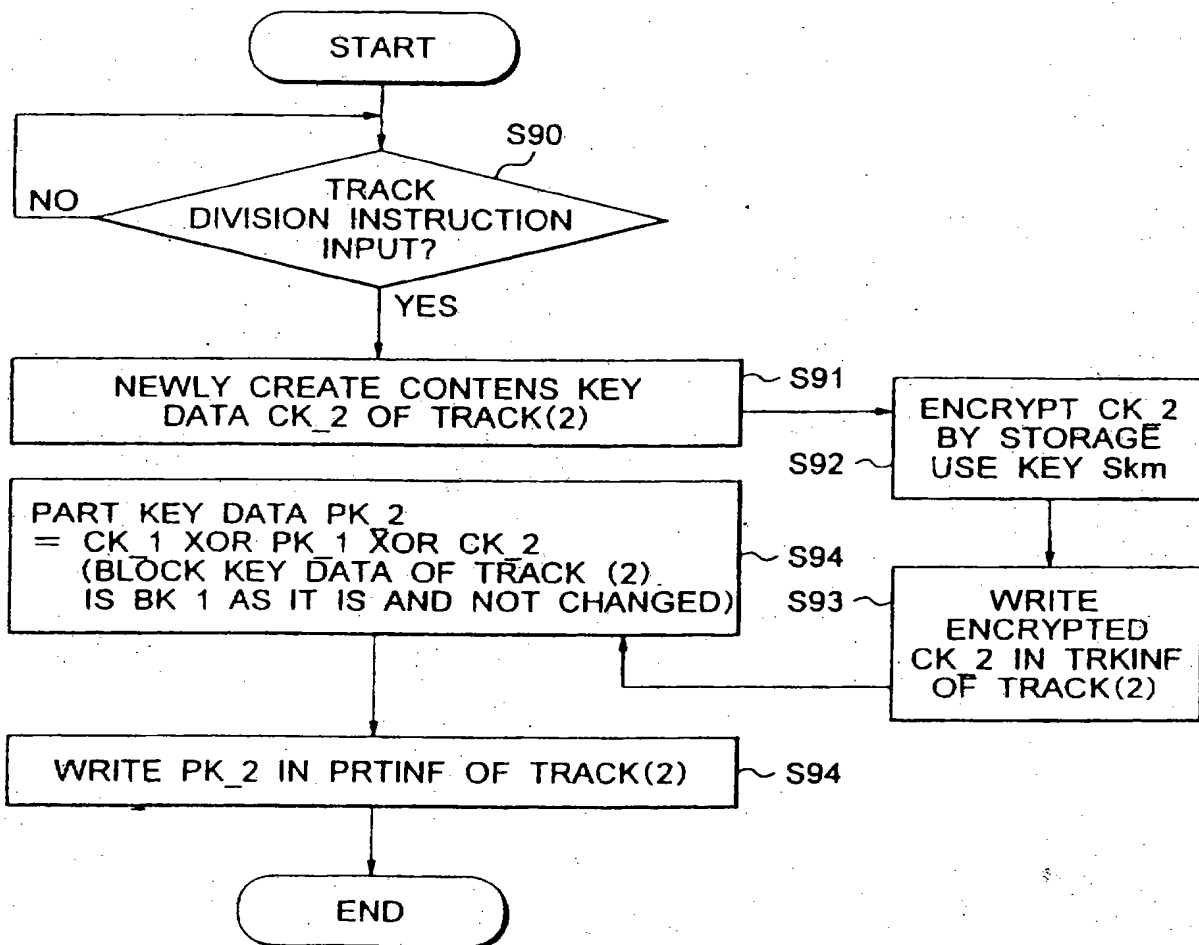 START
S90
TRACK
DIVISION INSTRUCTION
INPUT?
NO
YES
NEWLY CREATE CONTENS KEY
DATA CK_2 OF TRACK(2)
S91
ENCRYPT CK_2
BY STORAGE
USE KEY Skm
S92
WRITE
ENCRYPTED
CK_2 IN TRKINF
OF TRACK(2)
S93
PART KEY DATA PK_2
= CK_1 XOR PK_1 XOR CK_2
(BLOCK KEY DATA OF TRACK (2)
IS BK 1 AS IT IS AND NOT CHANGED)
S94
WRITE PK_2 IN PRTINF OF TRACK(2)
S94
END